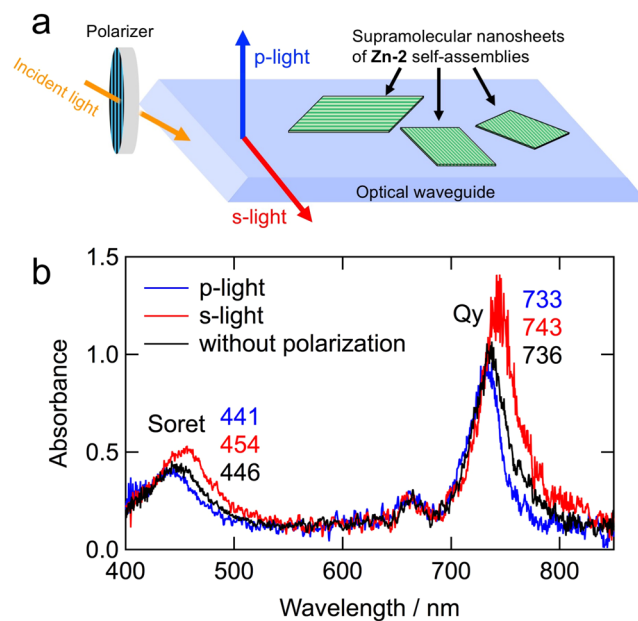 a
Polarizer
Incident light
p-light
s-light
Supramolecular nanosheets
of Zn-2 self-assemblies
Optical waveguide
b
p-light
s-light
without polarization
Soret
441
454
446
Qy
733
743
736
Absorbance
1.5
1.0
0.5
0.0
400
500
600
700
800
Wavelength / nm